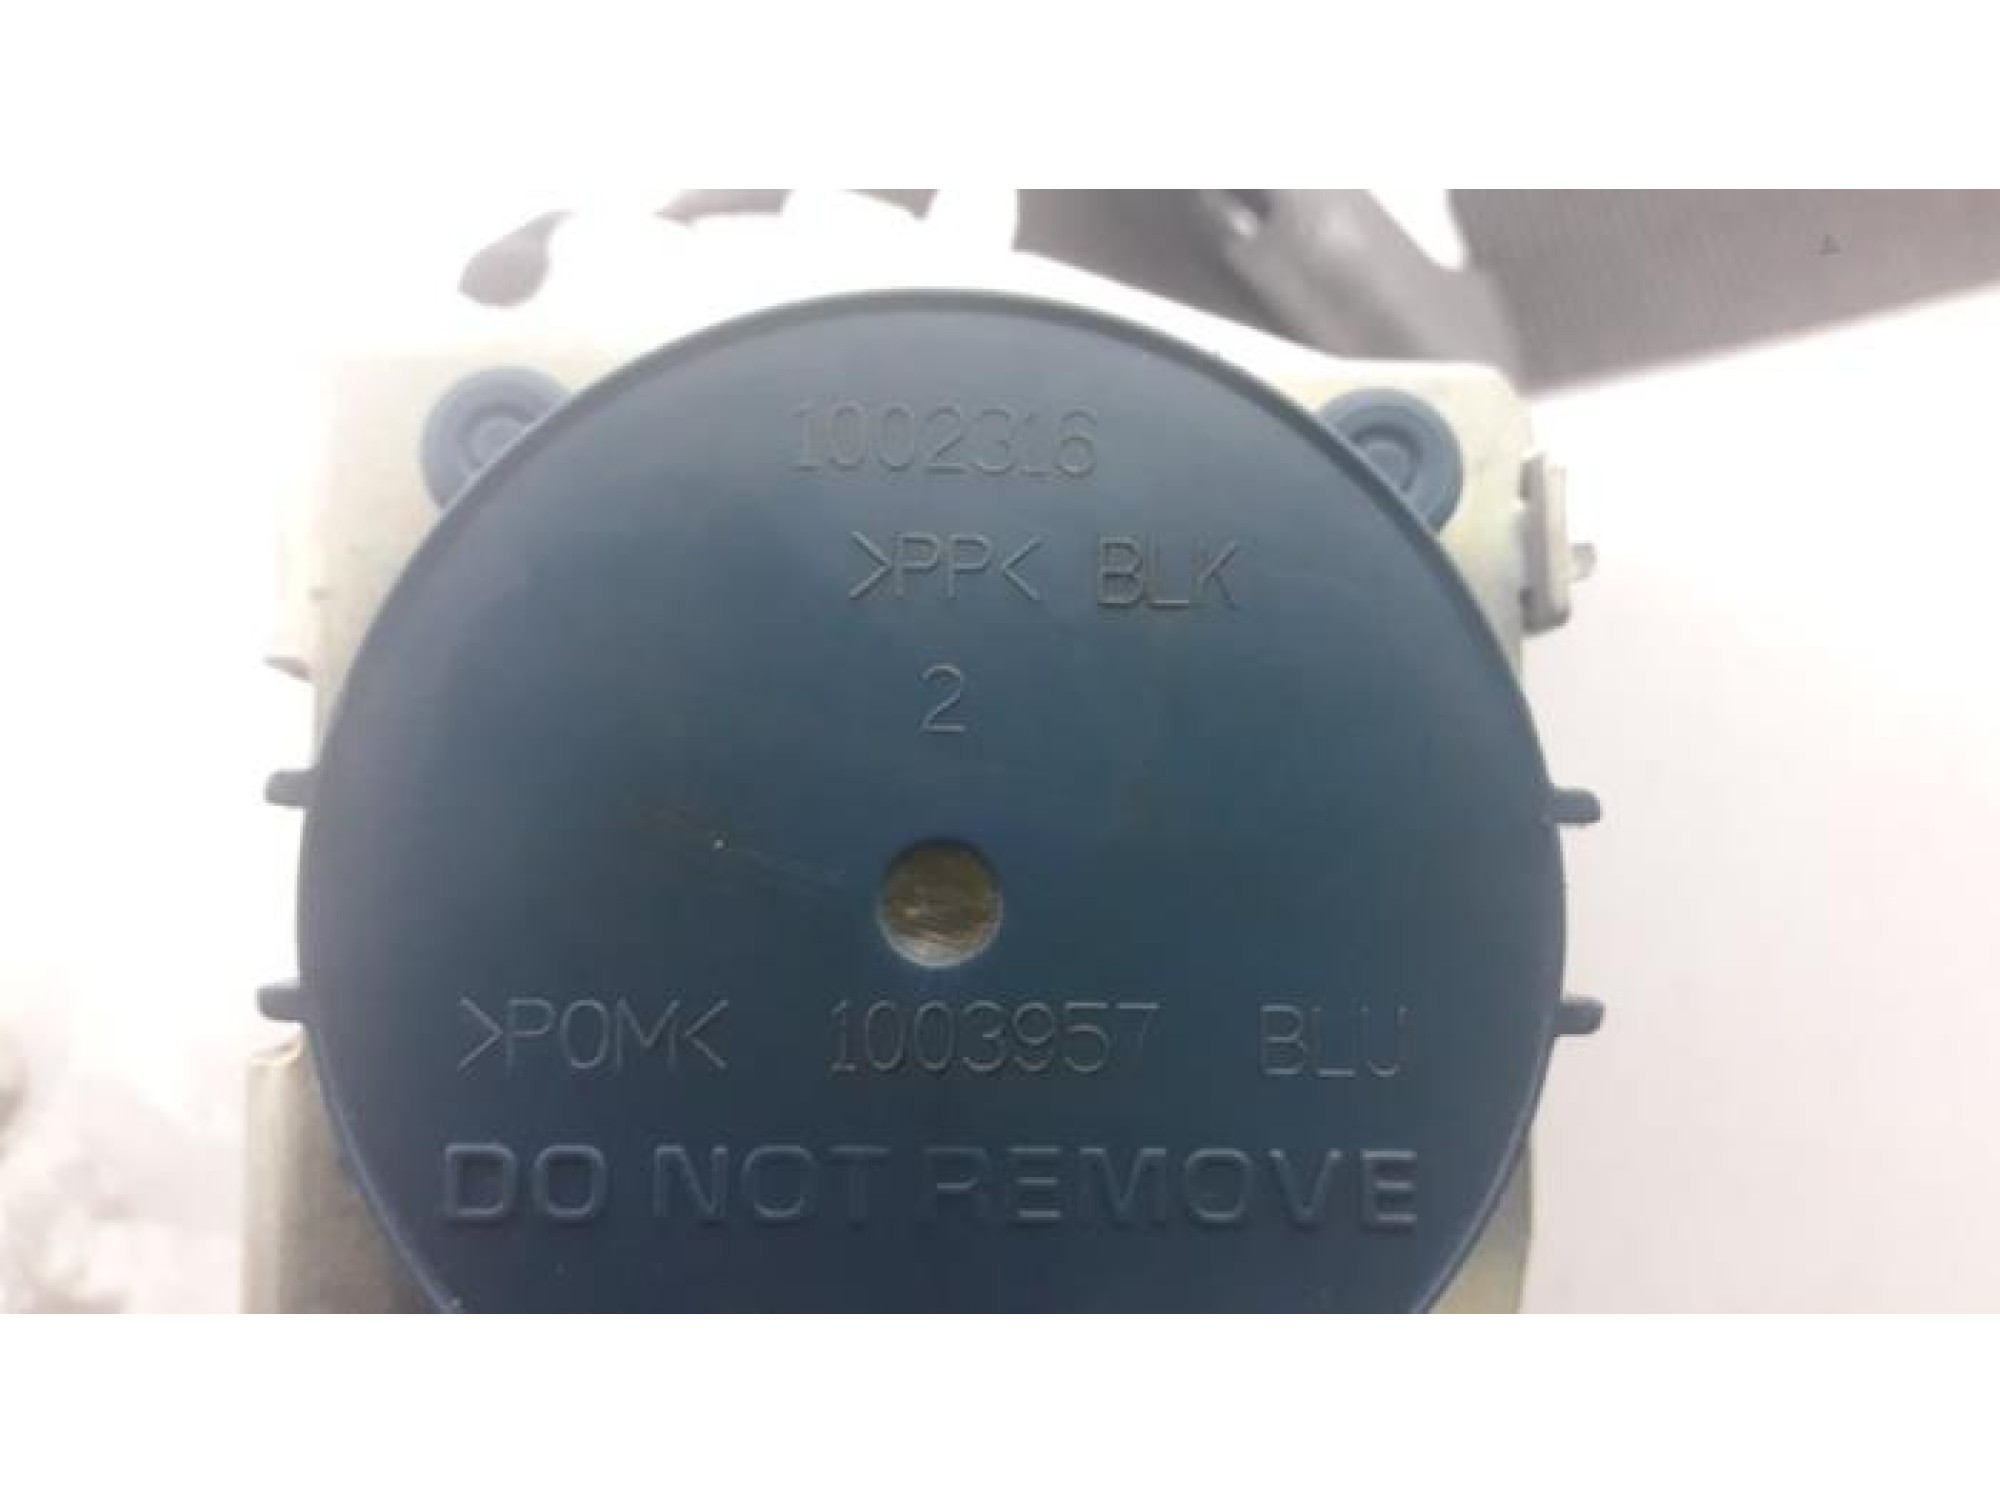 1002316
>PP< BLK
2
>POM< 1003957 BLU
DO NOT REMOVE